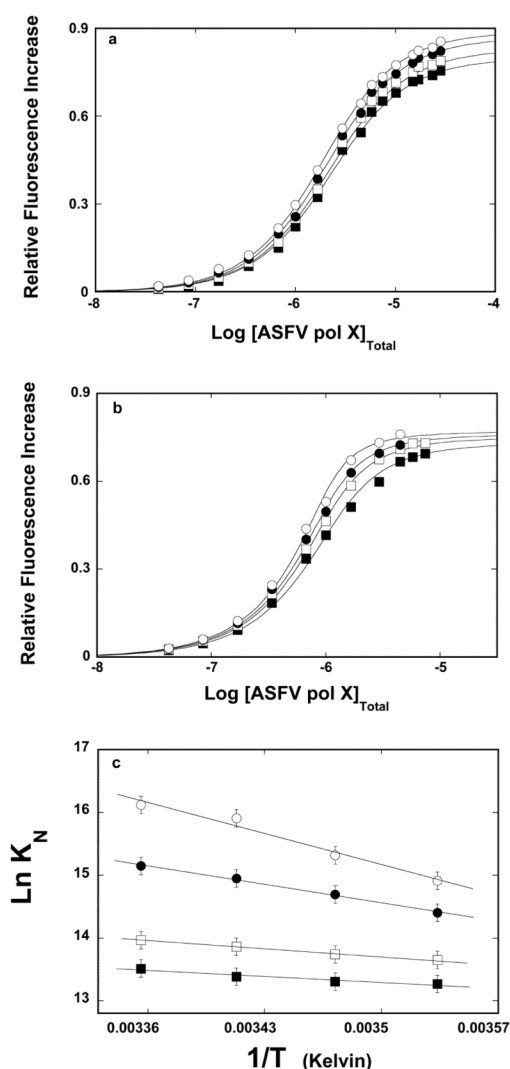 a
0.9
0.6
0.3
0
-8
-7
-6
-5
-4
Relative Fluorescence Increase
Log [ASFV pol X]Total
b
0.9
0.6
0.3
0
-8
-7
-6
-5
Relative Fluorescence Increase
Log [ASFV pol X]Total
c
17
16
15
14
13
Ln KN
0.00336
0.00343
0.0035
0.00357
1/T (Kelvin)